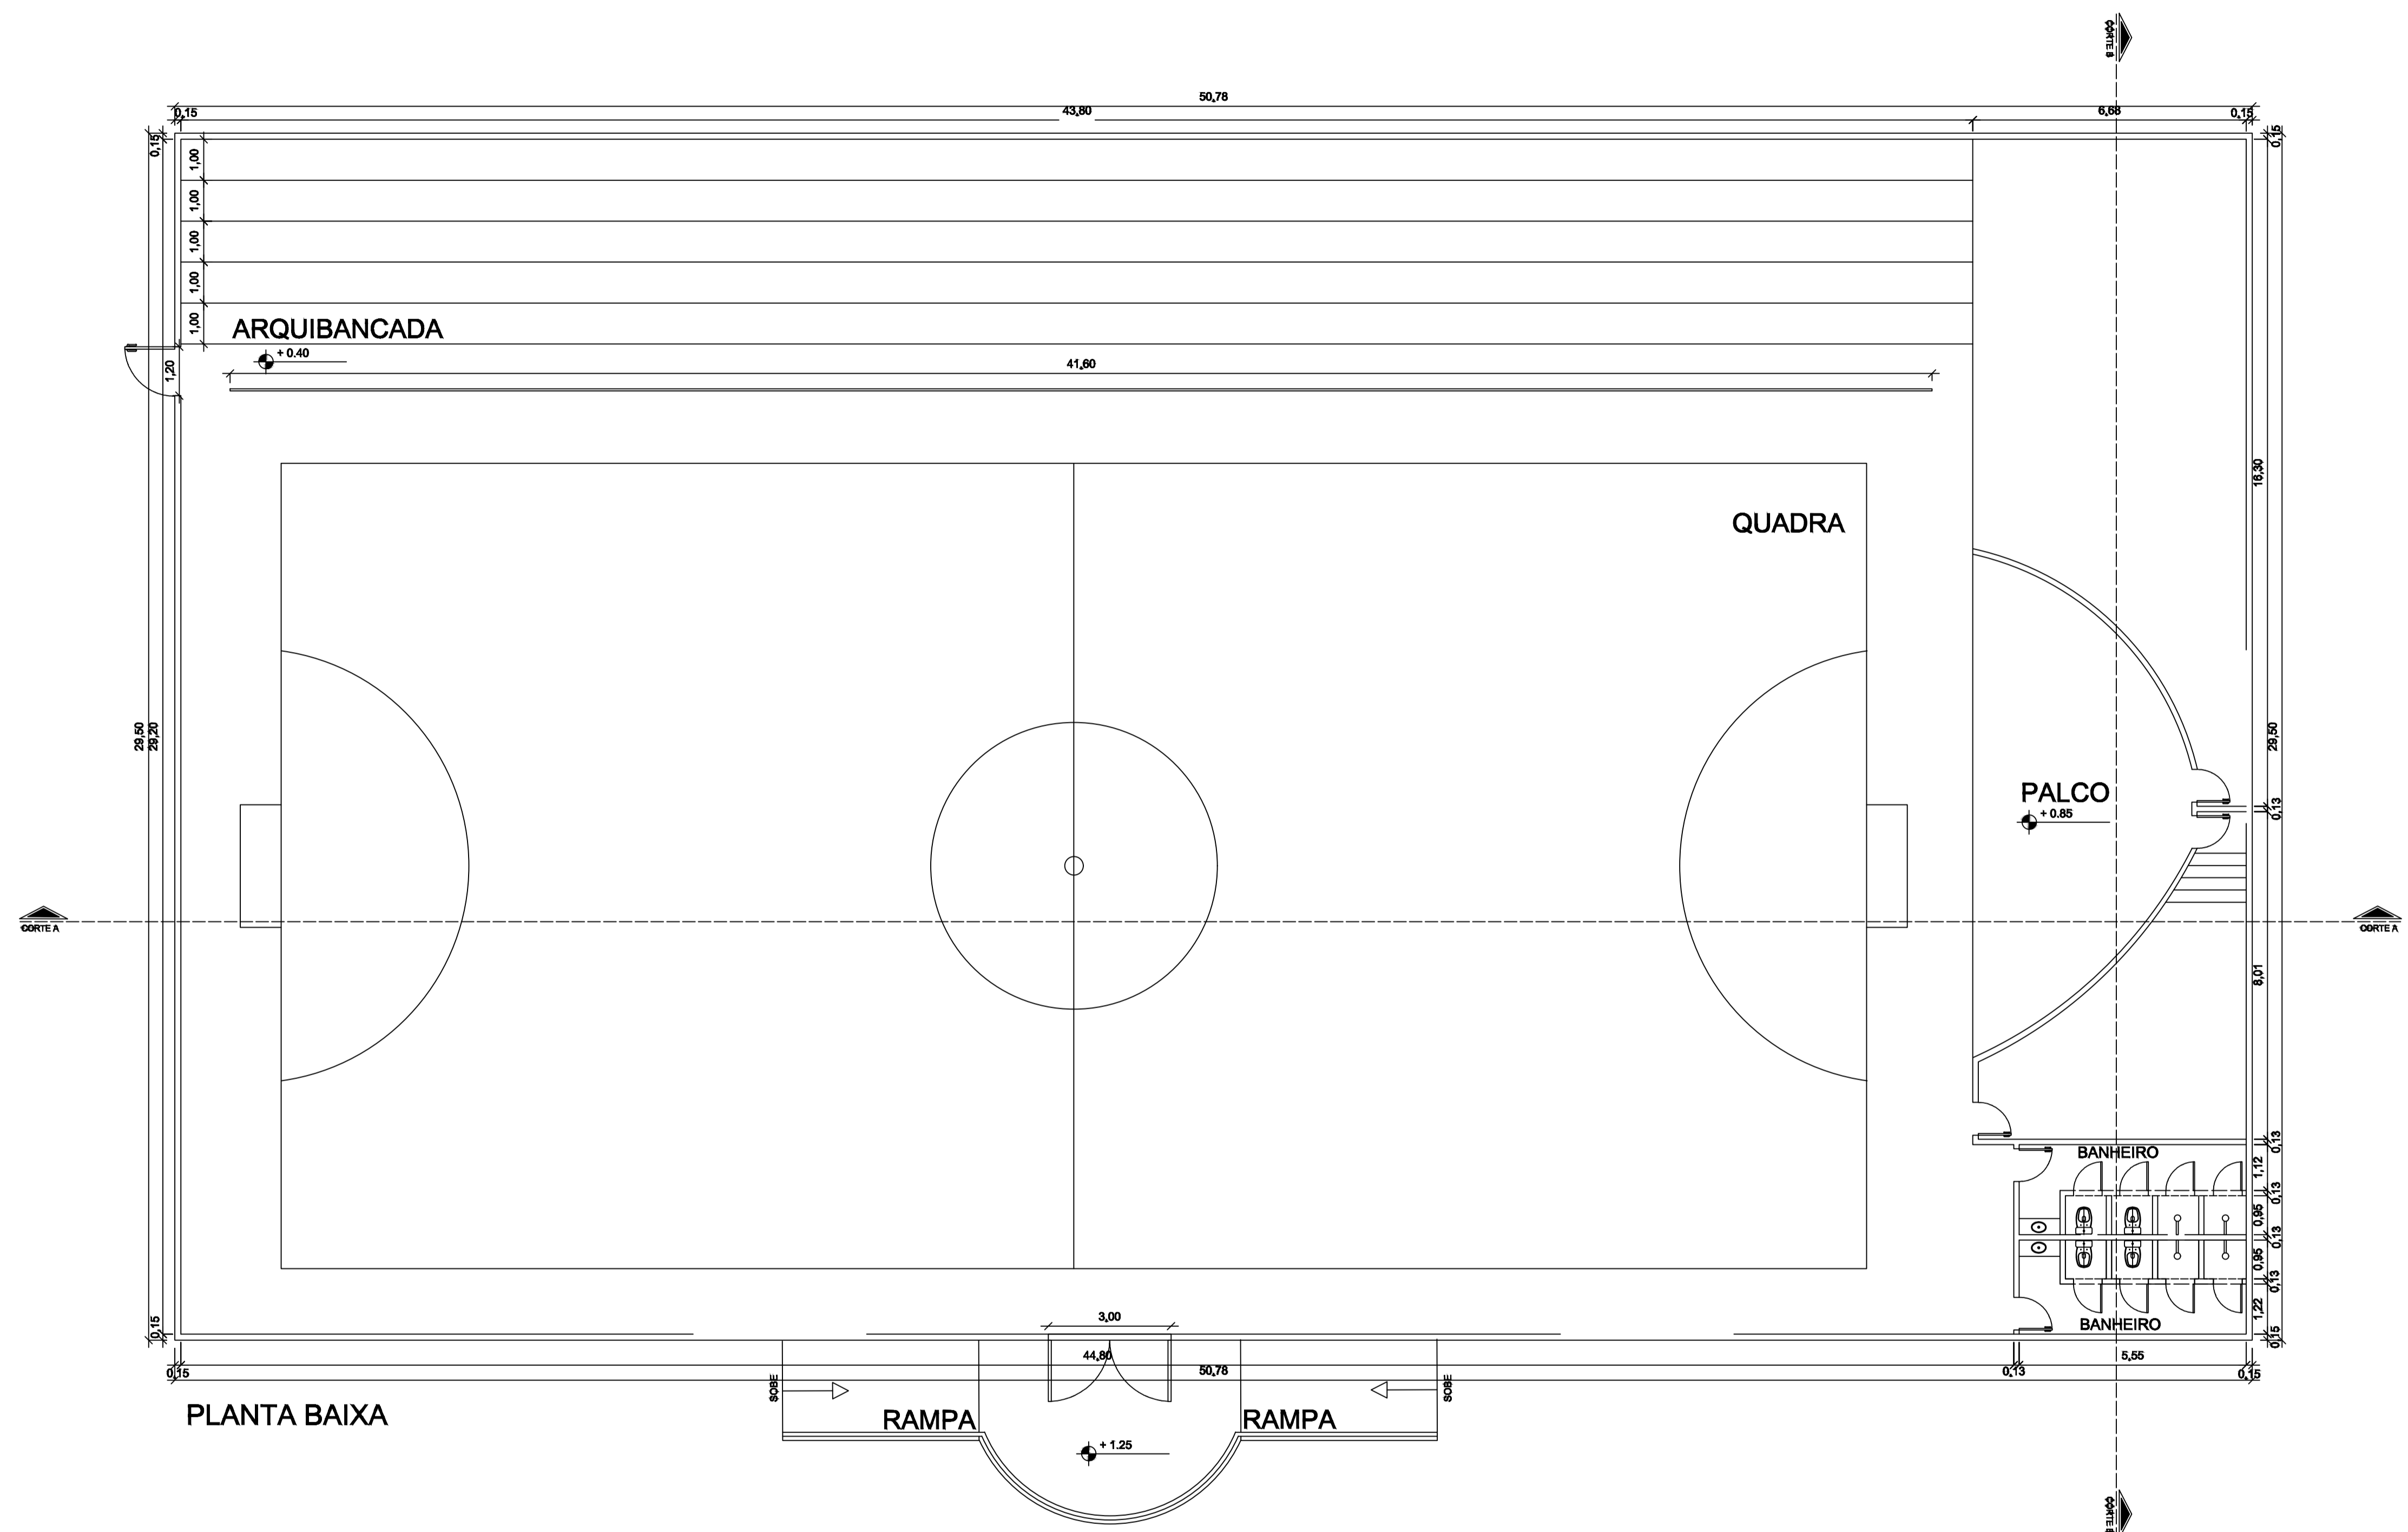 CORTE B
50,78
0,15
43,80
6,68
0,15
0,15
0,15
1,00
1,00
1,00
1,00
1,00
ARQUIBANCADA
+ 0.40
1,20
41,60
16,30
QUADRA
29,50
29,20
29,50
PALCO
+ 0.85
0,13
CORTE A
CORTE A
8,01
0,13
BANHEIRO
1,12
0,13
0,95
0,13
0,95
0,13
1,22
BANHEIRO
0,15
0,15
3,00
44,80
0,13
5,55
0,15
50,78
0,15
SOBE
SOBE
PLANTA BAIXA
RAMPA
RAMPA
+ 1.25
CORTE B